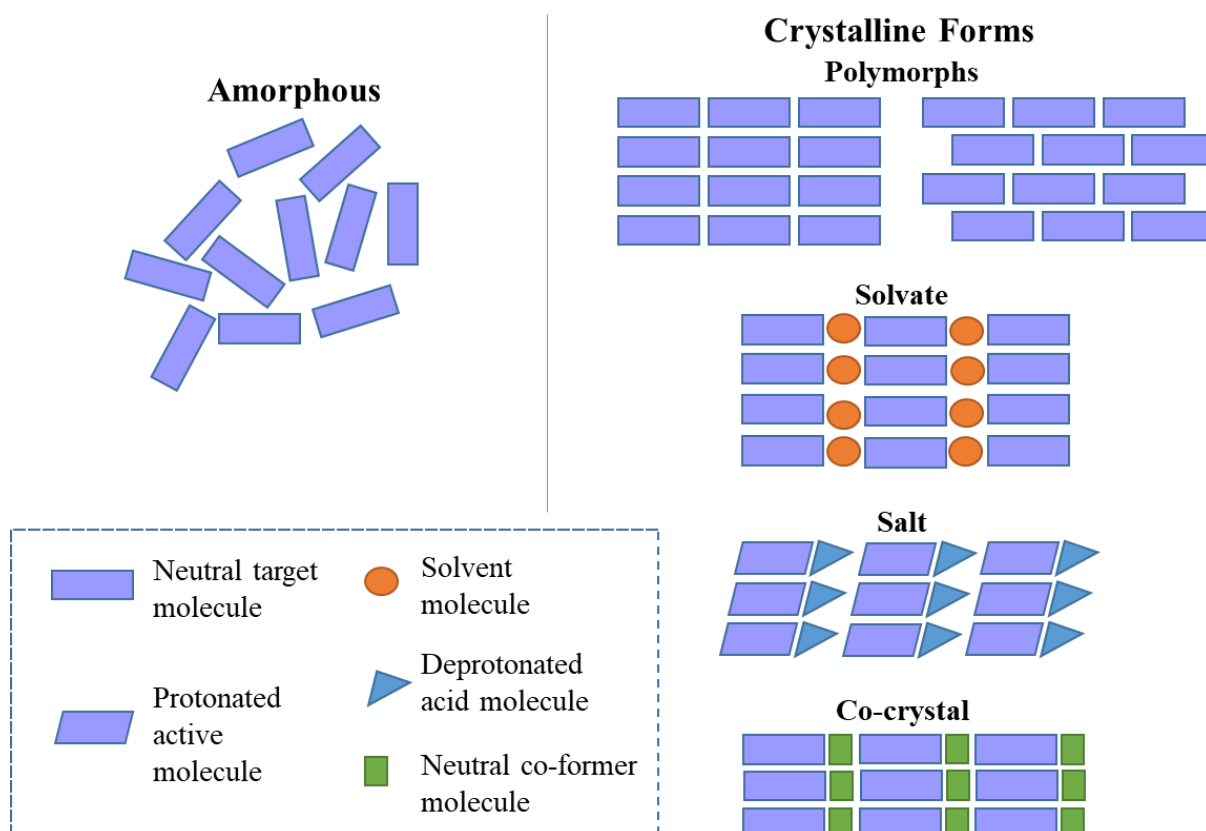 Amorphous
Crystalline Forms
Polymorphs
Solvate
Salt
Co-crystal
Neutral target
molecule
Protonated
active
molecule
Solvent
molecule
Deprotonated
acid molecule
Neutral co-former
molecule